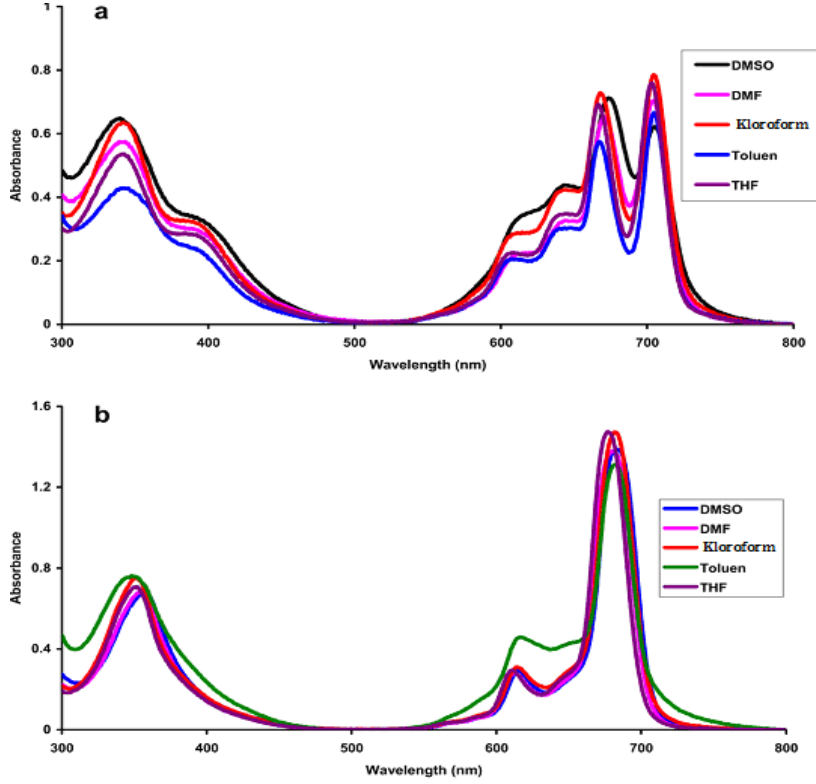 a
1
0.8
0.6
0.4
0.2
0
Absorbance
300 400 500 600 700 800
Wavelength (nm)
DMSO
DMF
Kloroform
Toluen
THF
b
1.6
1.2
0.8
0.4
0
Absorbance
300 400 500 600 700 800
Wavelength (nm)
DMSO
DMF
Kloroform
Toluen
THF